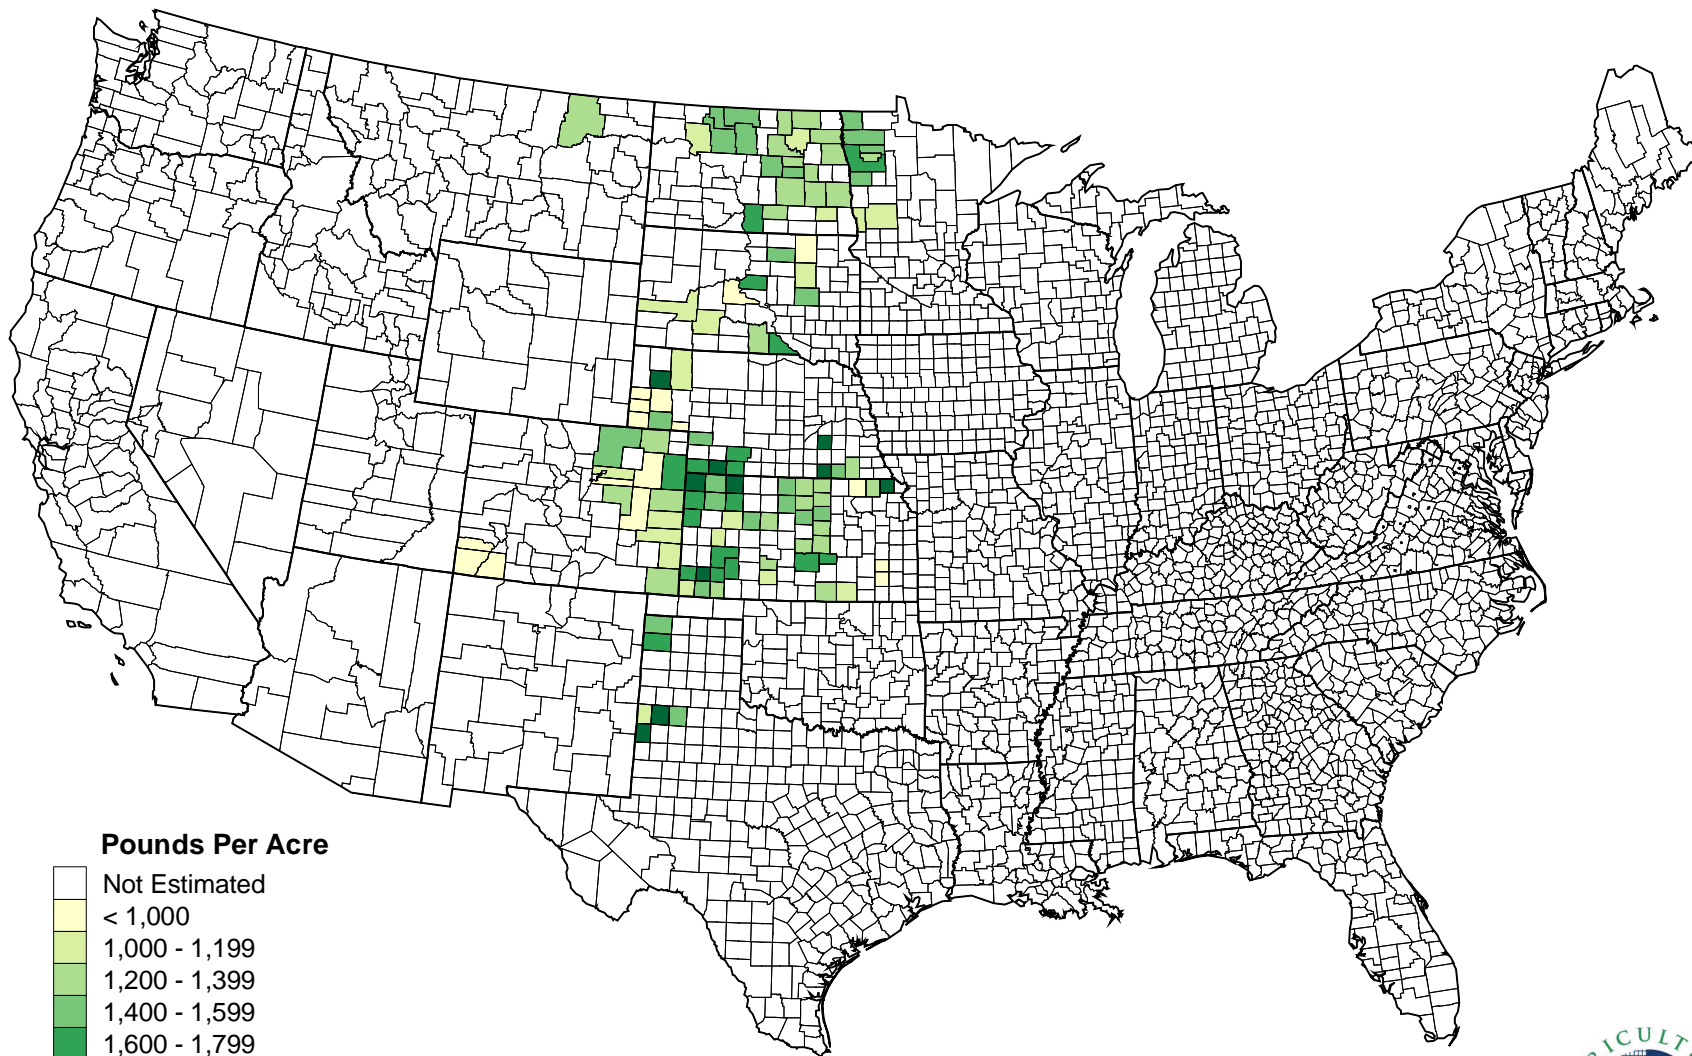 Pounds Per Acre
Not Estimated
< 1,000
1,000 - 1,199
1,200 - 1,399
1,400 - 1,599
1,600 - 1,799